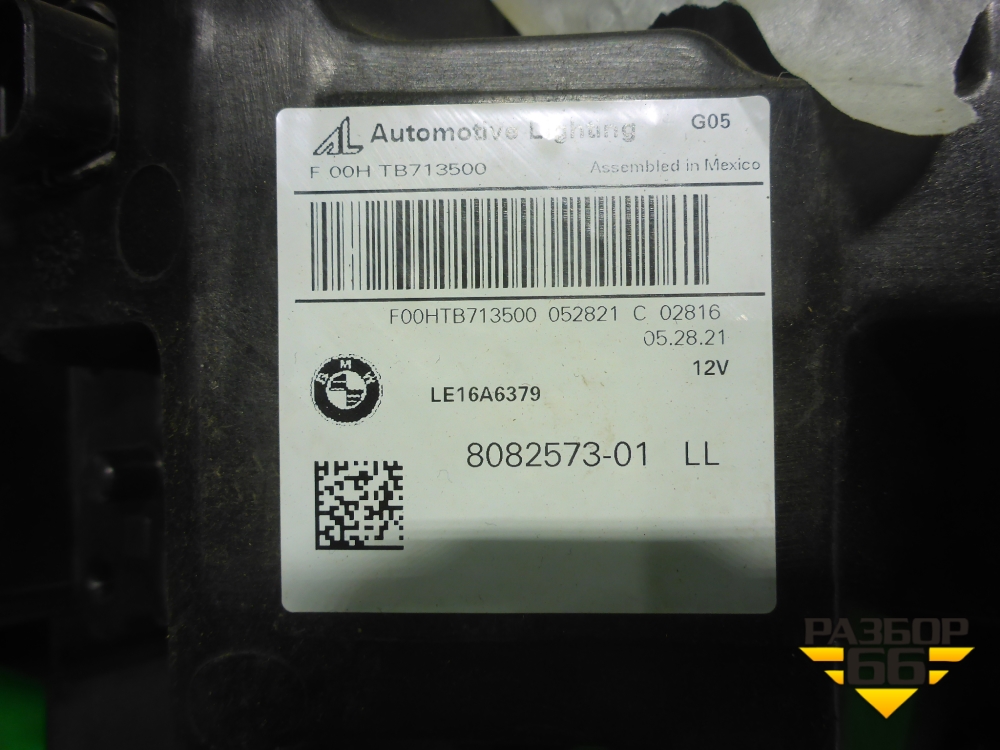 AL Automotive Lighting G05
F 00H TB713500 Assembled in Mexico
F00HTB713500 052821 C 02816
05.28.21
12V
BMW
LE16A6379
8082573-01 LL
РАЗБОР
66